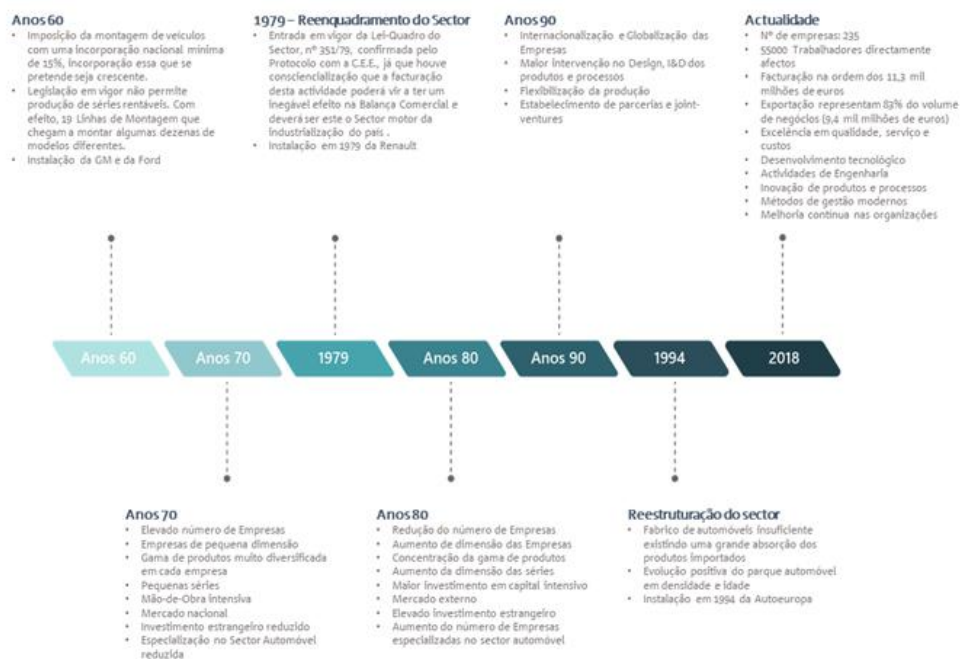 Anos 60
• Imposição da montagem de veículos
com uma incorporação nacional mínima
de 15%, incorporação essa que se
pretende seja crescente.
• Legislação em vigor não permite
produção de séries rentáveis. Com
efeito, 19 Linhas de Montagem que
chegam a montar algumas dezenas de
modelos diferentes.
• Instalação da GM e da Ford
1979 – Reenquadramento do Sector
• Entrada em vigor da Lei-Quadro do
Sector, nº 351/79, confirmada pelo
Protocolo com a C.E.E., já que houve
consciencialização que a facturação
desta actividade poderá vir a ter um
inegável efeito na Balança Comercial e
deverá ser este o Sector motor da
industrialização do país .
• Instalação em 1979 da Renault
Anos 90
• Internacionalização e Globalização das
Empresas
• Maior intervenção no Design, I&D dos
produtos e processos
• Flexibilização da produção
• Estabelecimento de parcerias e joint-
ventures
Actualidade
• Nº de empresas: 235
• 55000 Trabalhadores directamente
afectos
• Facturação na ordem dos 11,3 mil
milhões de euros
• Exportação representam 83% do volume
de negócios (9,4 mil milhões de euros)
• Excelência em qualidade, serviço e
custos
• Desenvolvimento tecnológico
• Actividades de Engenharia
• Inovação de produtos e processos
• Métodos de gestão modernos
• Melhoria continua nas organizações
Anos 60
Anos 70
1979
Anos 80
Anos 90
1994
2018
Anos 70
• Elevado número de Empresas
• Empresas de pequena dimensão
• Gama de produtos muito diversificada
em cada empresa
• Pequenas séries
• Mão-de-Obra intensiva
• Mercado nacional
• Investimento estrangeiro reduzido
• Especialização no Sector Automóvel
reduzida
Anos 80
• Redução do número de Empresas
• Aumento de dimensão das Empresas
• Concentração da gama de produtos
• Aumento da dimensão das séries
• Maior investimento em capital intensivo
• Mercado externo
• Elevado investimento estrangeiro
• Aumento do número de Empresas
especializadas no sector automóvel
Reestruturação do sector
• Fabrico de automóveis insuficiente
existindo uma grande absorção dos
produtos importados
• Evolução positiva do parque automóvel
em densidade e idade
• Instalação em 1994 da Autoeuropa